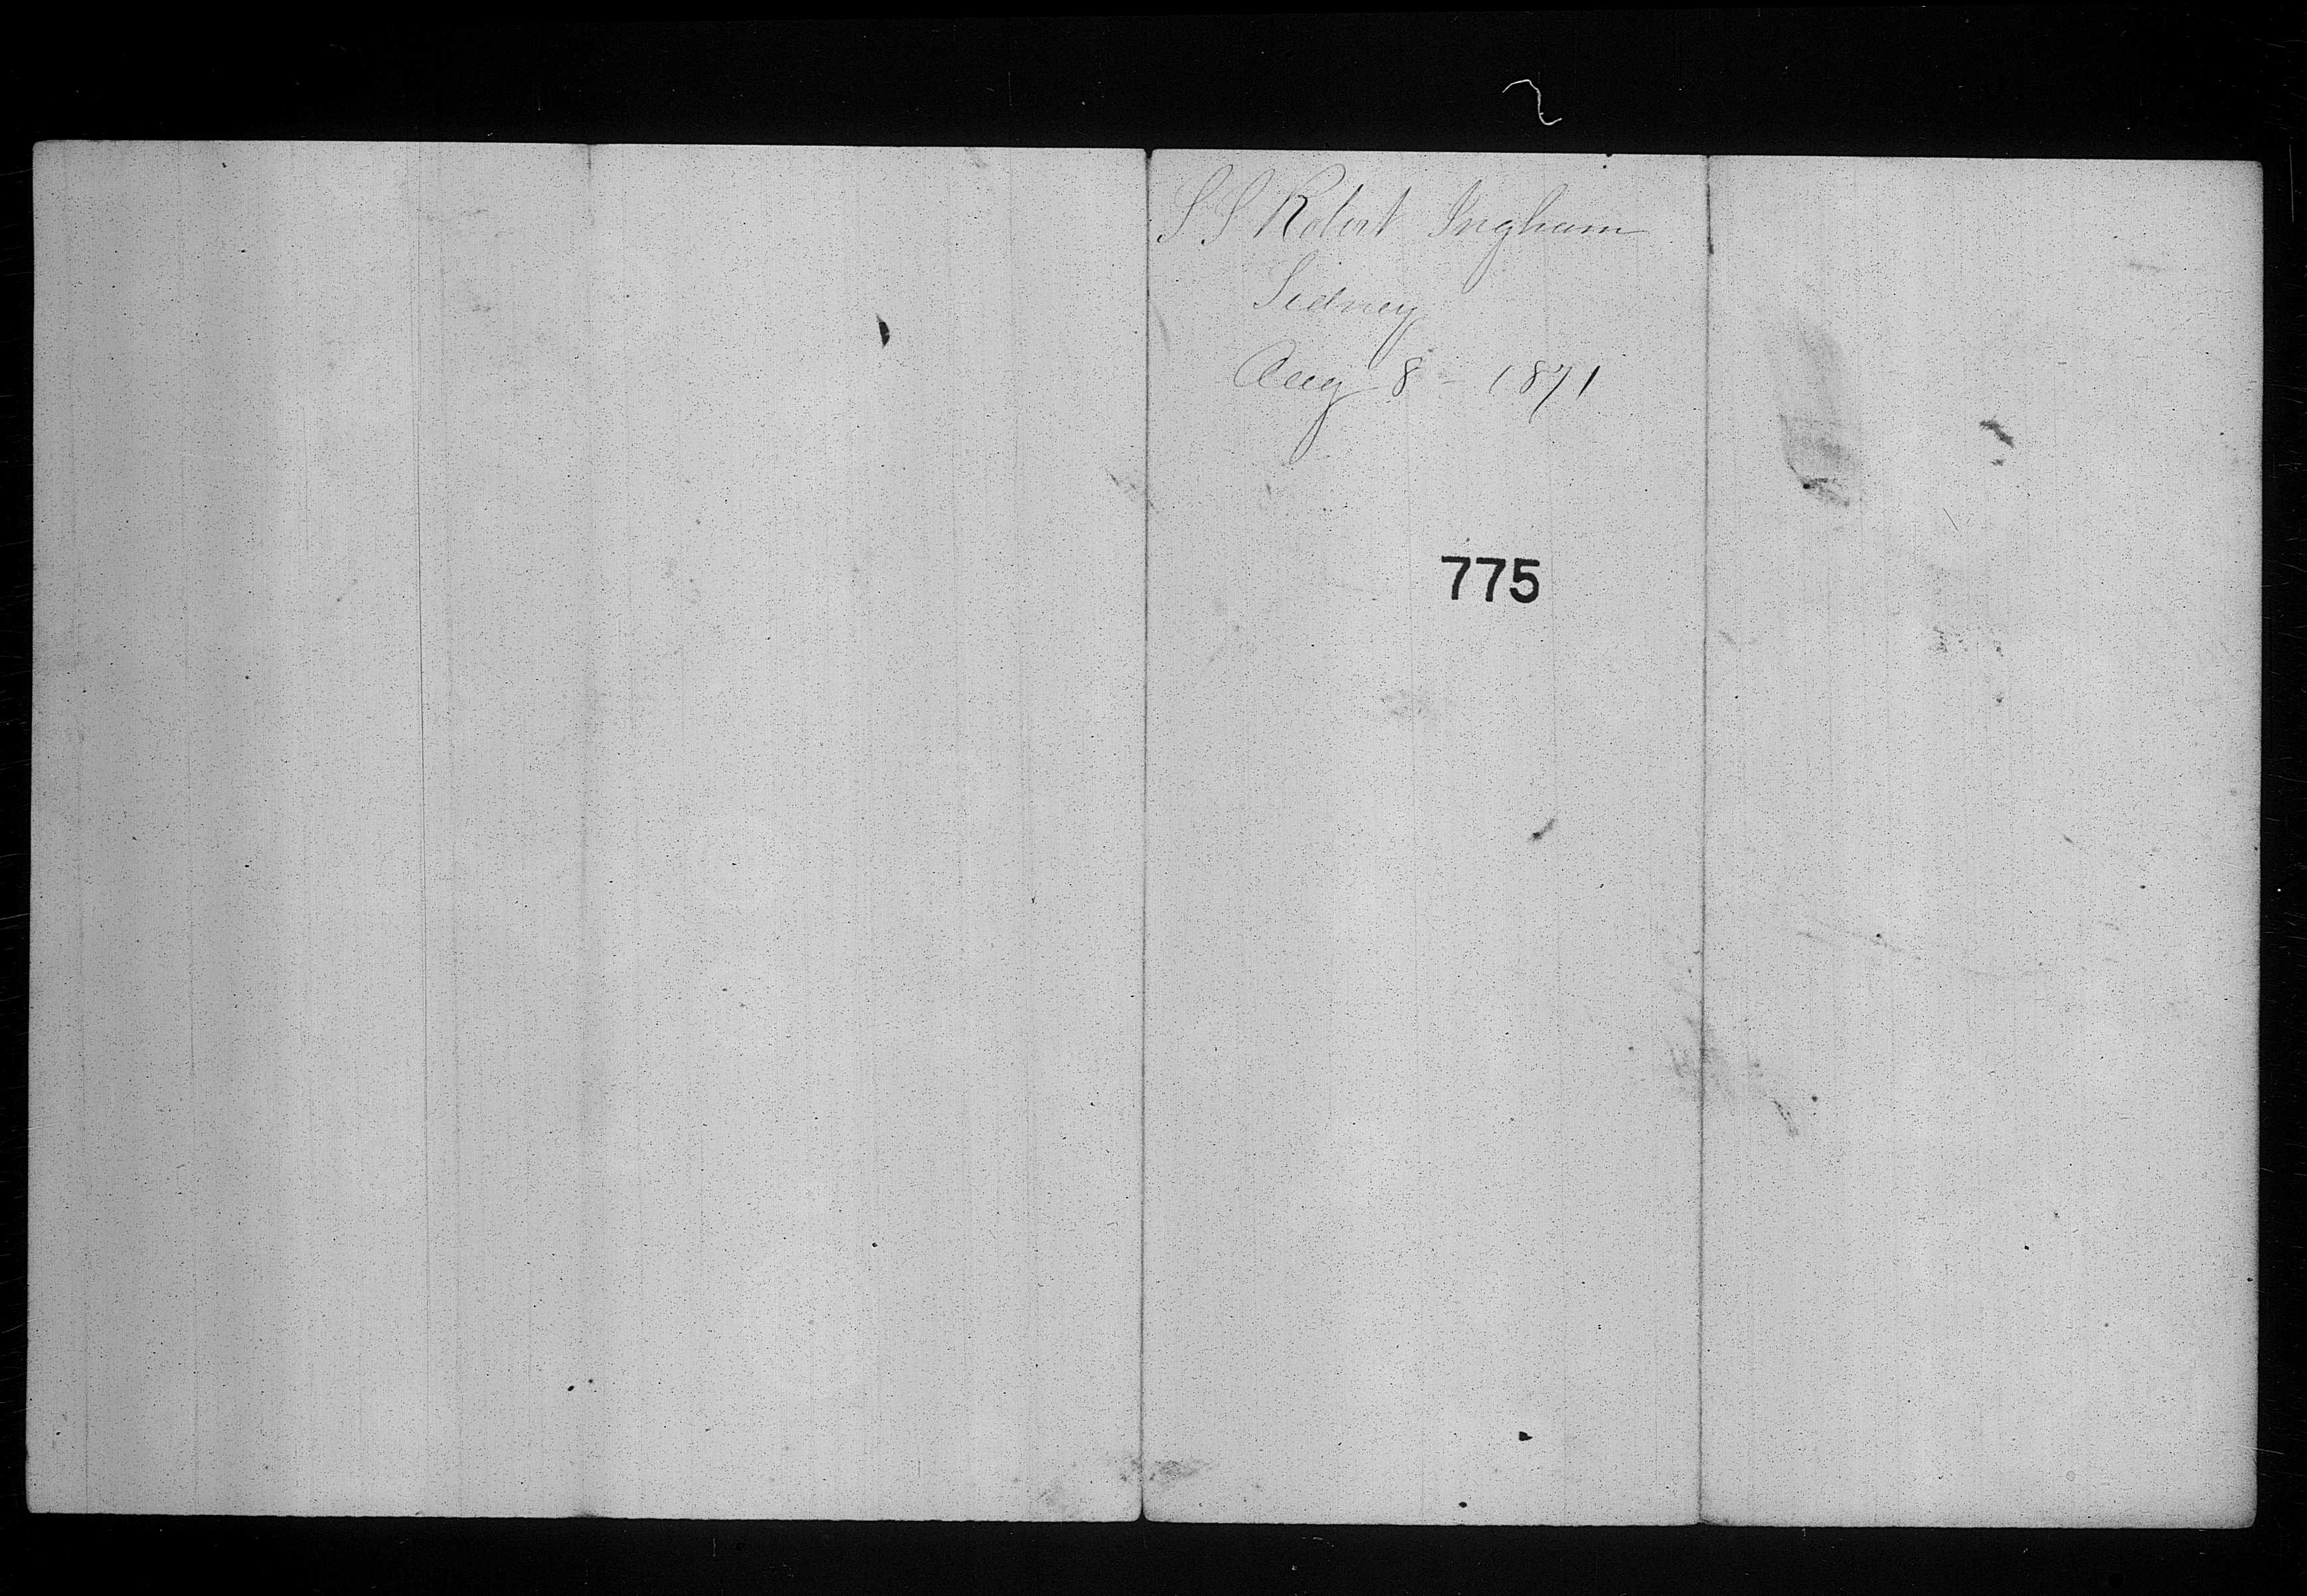 S S Robert Ingham
Sidney
Aug 8 - 1871
775